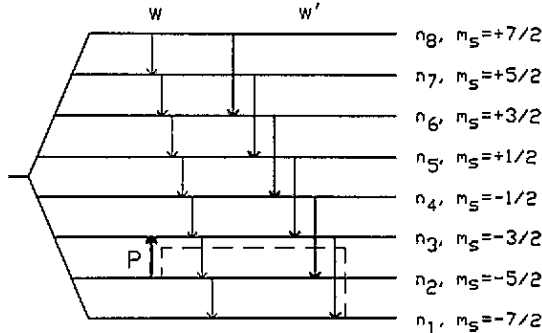 w w'
n8, ms=+7/2
n7, ms=+5/2
n6, ms=+3/2
n5, ms=+1/2
n4, ms=-1/2
n3, ms=-3/2
P
n2, ms=-5/2
n1, ms=-7/2